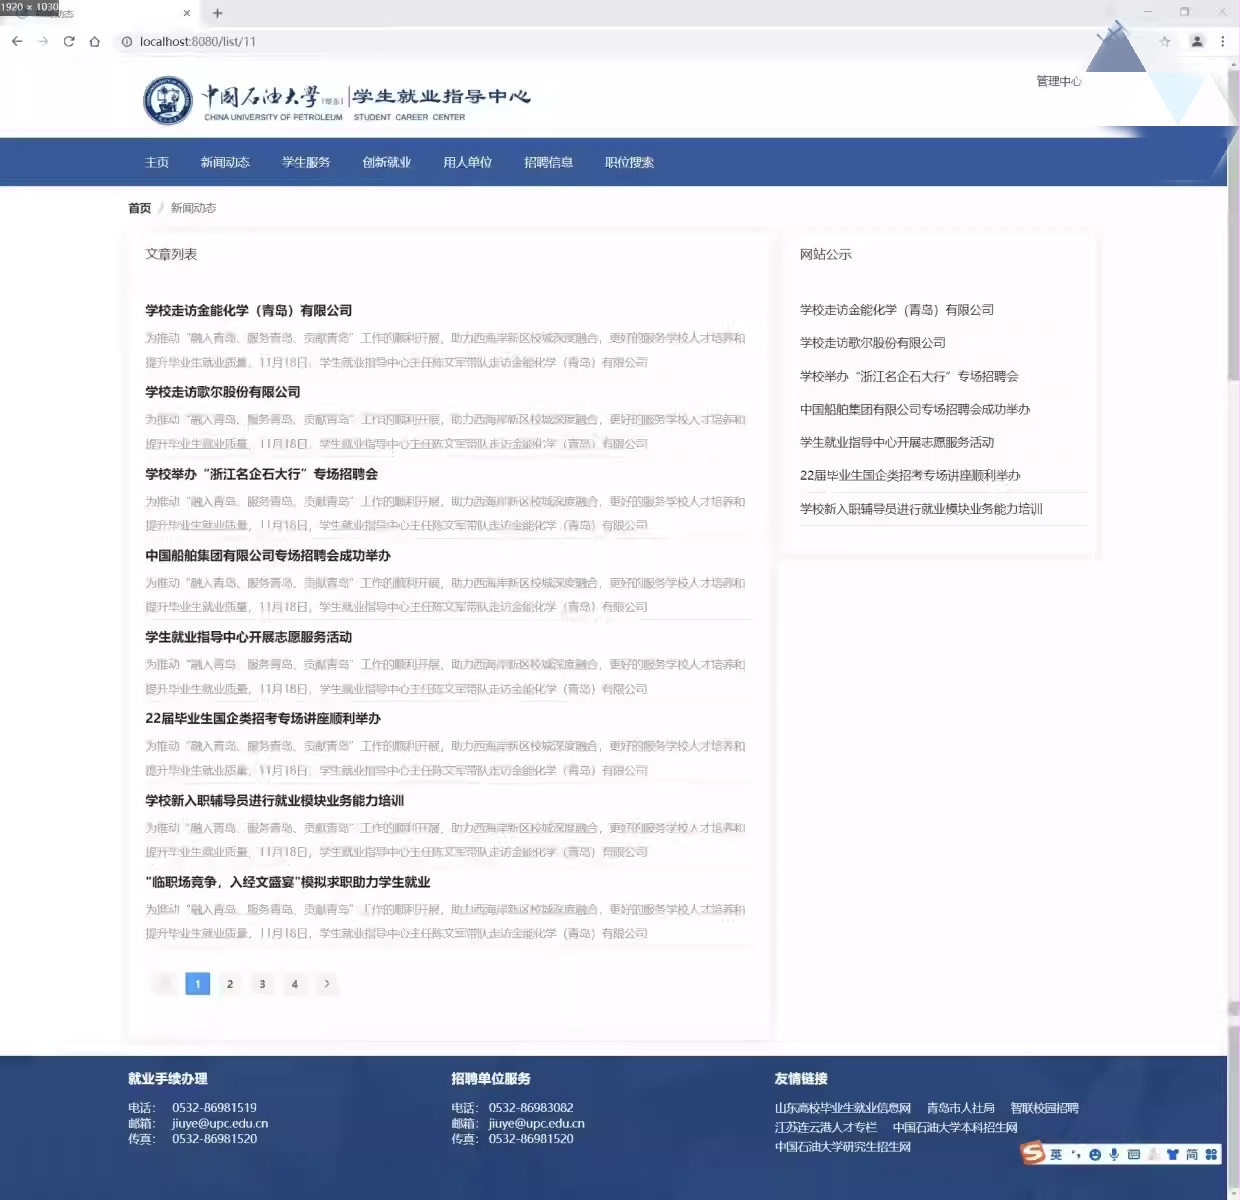 1920 × 1030
localhost:8080/list/11
管理中心
中国石油大学(华东) 学生就业指导中心
CHINA UNIVERSITY OF PETROLEUM STUDENT CAREER CENTER
主页 新闻动态 学生服务 创新就业 用人单位 招聘信息 职位搜索
首页 / 新闻动态
文章列表
学校走访金能化学（青岛）有限公司
为推动“融入青岛、服务青岛、贡献青岛”工作的顺利开展，助力西海岸新区校城深度融合，更好的服务学校人才培养和
提升毕业生就业质量，11月18日，学生就业指导中心主任陈文军带队走访金能化学（青岛）有限公司
学校走访歌尔股份有限公司
为推动“融入青岛、服务青岛、贡献青岛”工作的顺利开展，助力西海岸新区校城深度融合，更好的服务学校人才培养和
提升毕业生就业质量，11月18日，学生就业指导中心主任陈文军带队走访金能化学（青岛）有限公司
学校举办“浙江名企石大行”专场招聘会
为推动“融入青岛、服务青岛、贡献青岛”工作的顺利开展，助力西海岸新区校城深度融合，更好的服务学校人才培养和
提升毕业生就业质量，11月18日，学生就业指导中心主任陈文军带队走访金能化学（青岛）有限公司
中国船舶集团有限公司专场招聘会成功举办
为推动“融入青岛、服务青岛、贡献青岛”工作的顺利开展，助力西海岸新区校城深度融合，更好的服务学校人才培养和
提升毕业生就业质量，11月18日，学生就业指导中心主任陈文军带队走访金能化学（青岛）有限公司
学生就业指导中心开展志愿服务活动
为推动“融入青岛、服务青岛、贡献青岛”工作的顺利开展，助力西海岸新区校城深度融合，更好的服务学校人才培养和
提升毕业生就业质量，11月18日，学生就业指导中心主任陈文军带队走访金能化学（青岛）有限公司
22届毕业生国企类招考专场讲座顺利举办
为推动“融入青岛、服务青岛、贡献青岛”工作的顺利开展，助力西海岸新区校城深度融合，更好的服务学校人才培养和
提升毕业生就业质量，11月18日，学生就业指导中心主任陈文军带队走访金能化学（青岛）有限公司
学校新入职辅导员进行就业模块业务能力培训
为推动“融入青岛、服务青岛、贡献青岛”工作的顺利开展，助力西海岸新区校城深度融合，更好的服务学校人才培养和
提升毕业生就业质量，11月18日，学生就业指导中心主任陈文军带队走访金能化学（青岛）有限公司
"临职场竞争，入经文盛宴"模拟求职助力学生就业
为推动“融入青岛、服务青岛、贡献青岛”工作的顺利开展，助力西海岸新区校城深度融合，更好的服务学校人才培养和
提升毕业生就业质量，11月18日，学生就业指导中心主任陈文军带队走访金能化学（青岛）有限公司
1 2 3 4
网站公示
学校走访金能化学（青岛）有限公司
学校走访歌尔股份有限公司
学校举办“浙江名企石大行”专场招聘会
中国船舶集团有限公司专场招聘会成功举办
学生就业指导中心开展志愿服务活动
22届毕业生国企类招考专场讲座顺利举办
学校新入职辅导员进行就业模块业务能力培训
就业手续办理
电话： 0532-86981519
邮箱： jiuye@upc.edu.cn
传真： 0532-86981520
招聘单位服务
电话： 0532-86983082
邮箱： jiuye@upc.edu.cn
传真： 0532-86981520
友情链接
山东高校毕业生就业信息网 青岛市人社局 智联校园招聘
江苏连云港人才专栏 中国石油大学本科招生网
中国石油大学研究生招生网
英 简